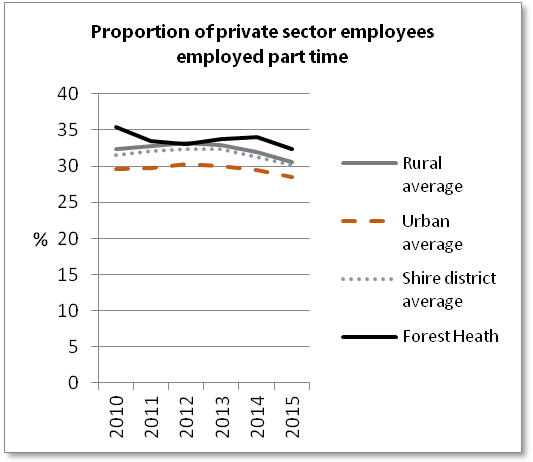 Proportion of private sector employees
employed part time
40
35
30
25
20
15
10
5
0
%
2010
2011
2012
2013
2014
2015
Rural
average
Urban
average
Shire district
average
Forest Heath